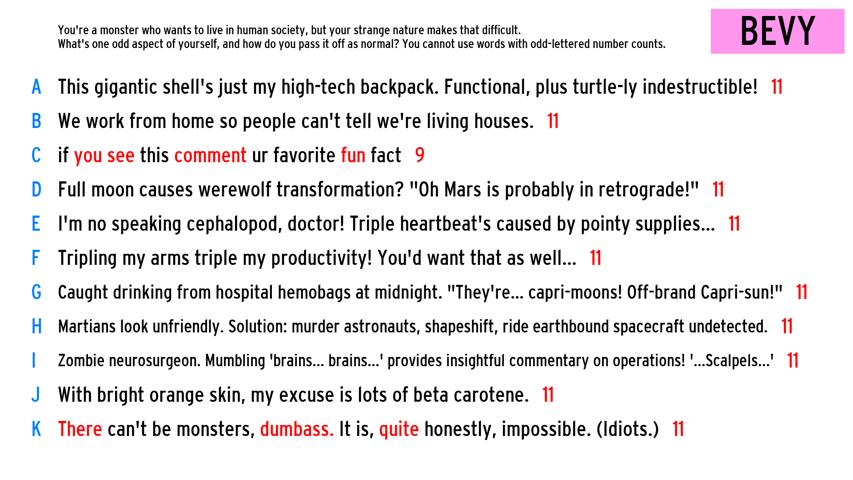 You're a monster who wants to live in human society, but your strange nature makes that difficult.
What's one odd aspect of yourself, and how do you pass it off as normal? You cannot use words with odd-lettered number counts.
BEVY
A This gigantic shell's just my high-tech backpack. Functional, plus turtle-ly indestructible! 11
B We work from home so people can't tell we're living houses. 11
C if you see this comment ur favorite fun fact 9
D Full moon causes werewolf transformation? "Oh Mars is probably in retrograde!" 11
E I'm no speaking cephalopod, doctor! Triple heartbeat's caused by pointy supplies... 11
F Tripling my arms triple my productivity! You'd want that as well... 11
G Caught drinking from hospital hemobags at midnight. "They're... capri-moons! Off-brand Capri-sun!" 11
H Martians look unfriendly. Solution: murder astronauts, shapeshift, ride earthbound spacecraft undetected. 11
I Zombie neurosurgeon. Mumbling 'brains... brains...' provides insightful commentary on operations! '...Scalpels...' 11
J With bright orange skin, my excuse is lots of beta carotene. 11
K There can't be monsters, dumbass. It is, quite honestly, impossible. (Idiots.) 11